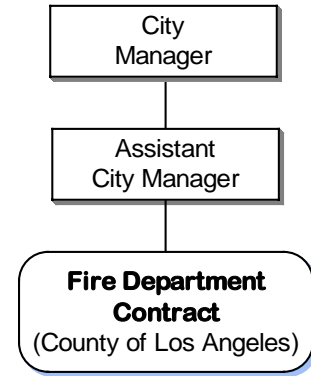 City
Manager
Assistant
City Manager
Fire Department
Contract
(County of Los Angeles)